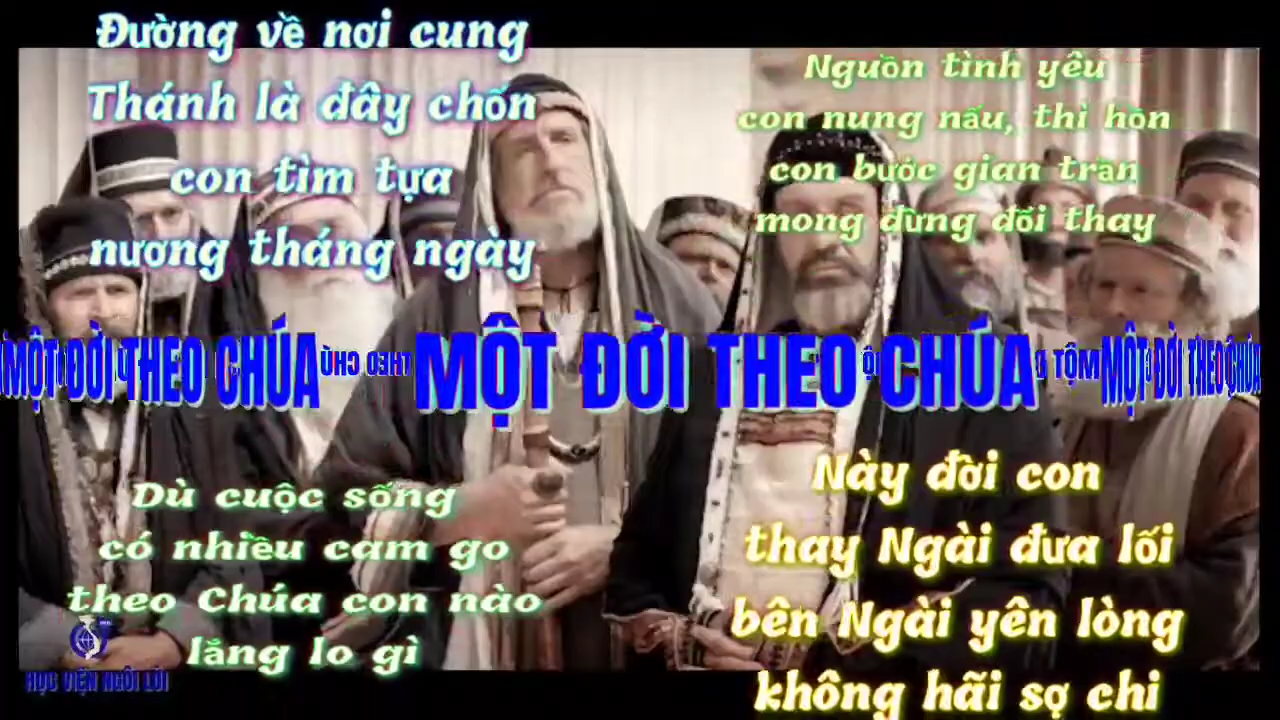 Đường về nơi cung
Thánh là đây chốn
con tìm tựa
nương tháng ngày
Nguồn tình yêu
con nung nấu, thì hồn
con bước gian trần
mong đừng đổi thay
MỘT ĐỜI THEO CHÚA
MỘT ĐỜI THEO CHÚA
MỘT ĐỜI THEO CHÚA
Dù cuộc sống
có nhiều cam go
theo Chúa con nào
lắng lo gì
Này đời con
thay Ngài đưa lối
bên Ngài yên lòng
không hãi sợ chi
HỌC VIỆN NGÔI LỜI